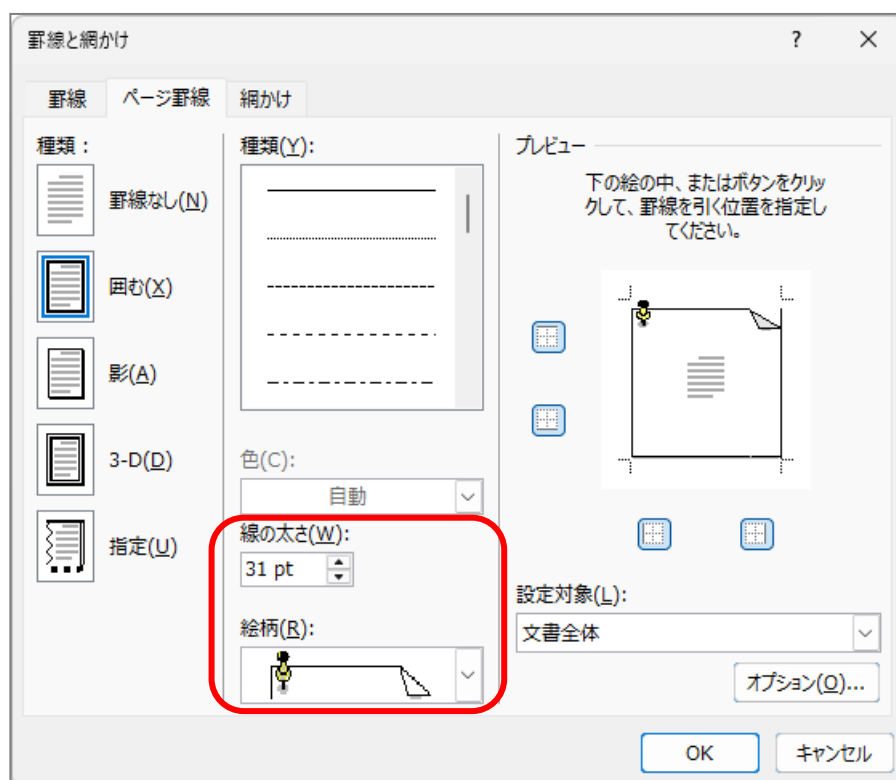 罫線と網かけ
?
罫線 ページ罫線 網かけ
種類：
罫線なし(N)
囲む(X)
影(A)
3-D(D)
指定(U)
種類(Y):
色(C):
自動
線の太さ(W):
31 pt
絵柄(R):
プレビュー
下の絵の中、またはボタンをクリッ
クして、罫線を引く位置を指定し
てください。
設定対象(L):
文書全体
オプション(O)...
OK キャンセル